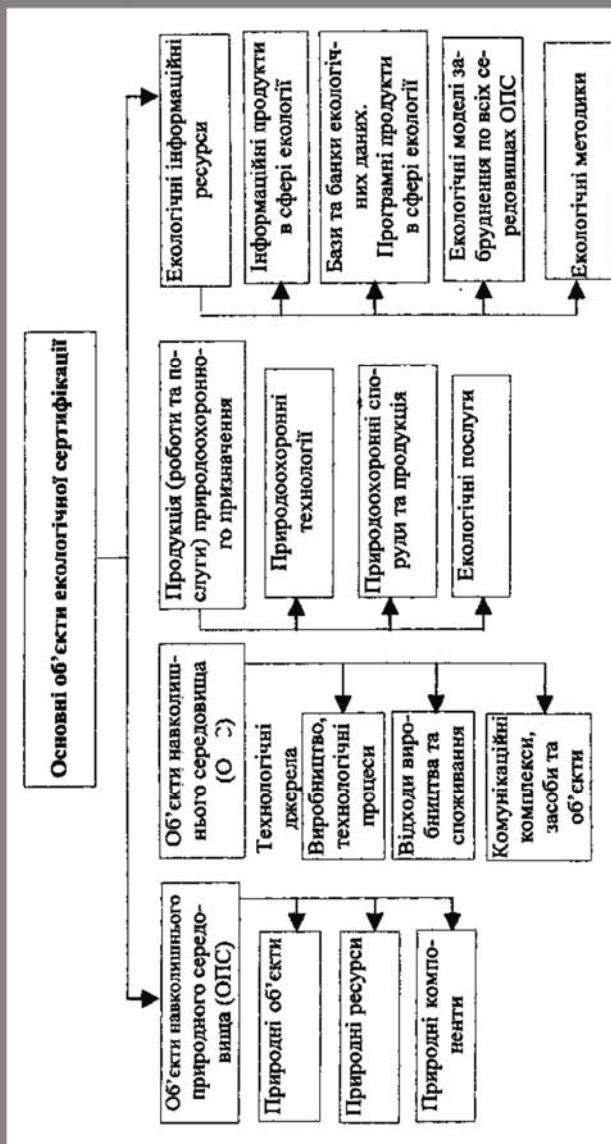 Основні об’єкти екологічної сертифікації
Об’єкти навколишнього
природного середо-
вища (ОПС)
Природні об’єкти
Природні ресурси
Природні компо-
ненти
Об’єкти навколиш-
нього середовища
Технологічні
джерела
Виробництво,
технологічні
процеси
Відходи виро-
бництва та
споживання
Комунікаційні
комплекси,
засоби та
об’єкти
Продукція (роботи та по-
слуги) природоохоронно-
го призначення
Природоохоронні
технології
Природоохоронні спо-
руди та продукція
Екологічні послуги
Екологічні інформаційні
ресурси
Інформаційні продукти
в сфері екології
Бази та банки екологіч-
них даних.
Програмні продукти
в сфері екології
Екологічні моделі за-
бруднення по всіх се-
редовищах ОПС
Екологічні методики